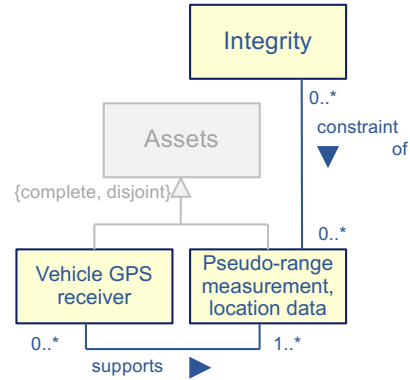 Integrity
0..*
constraint
of
Assets
{complete, disjoint}
0..*
Vehicle GPS
receiver
Pseudo-range
measurement,
location data
0..*
1..*
supports